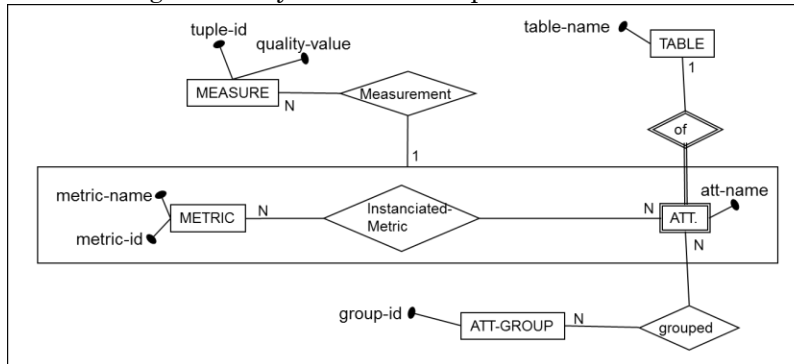 tuple-id
quality-value
table-name
TABLE
MEASURE
N
Measurement
1
of
1
metric-name
METRIC
N
Instanciated-
Metric
N
ATT.
att-name
metric-id
N
group-id
ATT-GROUP
N
grouped